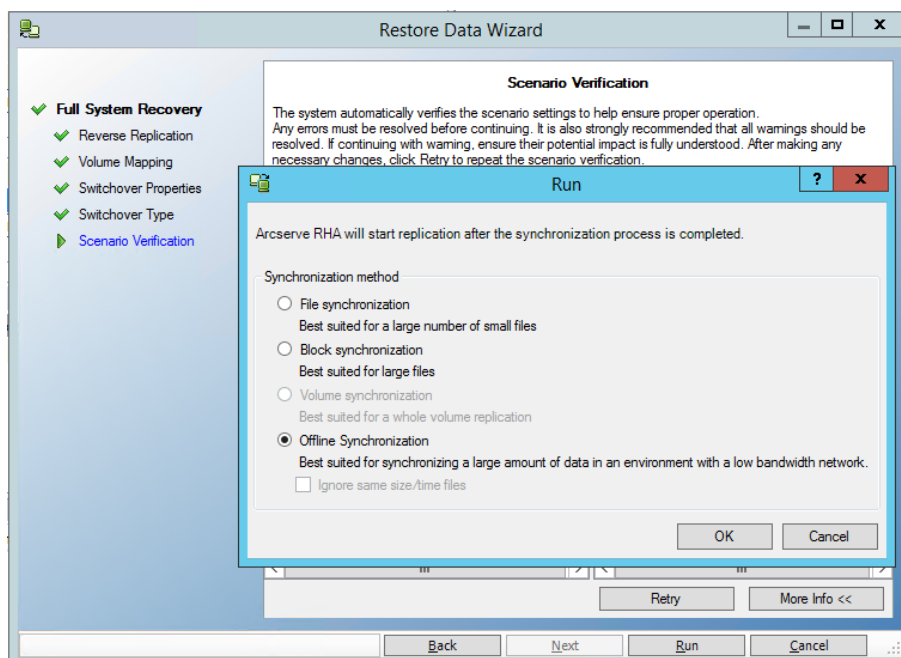 Restore Data Wizard
Full System Recovery
Reverse Replication
Volume Mapping
Switchover Properties
Switchover Type
Scenario Verification
Scenario Verification
The system automatically verifies the scenario settings to help ensure proper operation.
Any errors must be resolved before continuing. It is also strongly recommended that all warnings should be
resolved. If continuing with warning, ensure their potential impact is fully understood. After making any
necessary changes, click Retry to repeat the scenario verification.
Run
?
Arcserve RHA will start replication after the synchronization process is completed.
Synchronization method
File synchronization
Best suited for a large number of small files
Block synchronization
Best suited for large files
Volume synchronization
Best suited for a whole volume replication
Offline Synchronization
Best suited for synchronizing a large amount of data in an environment with a low bandwidth network.
Ignore same size/time files
OK Cancel
Retry More Info <<
Back Next Run Cancel